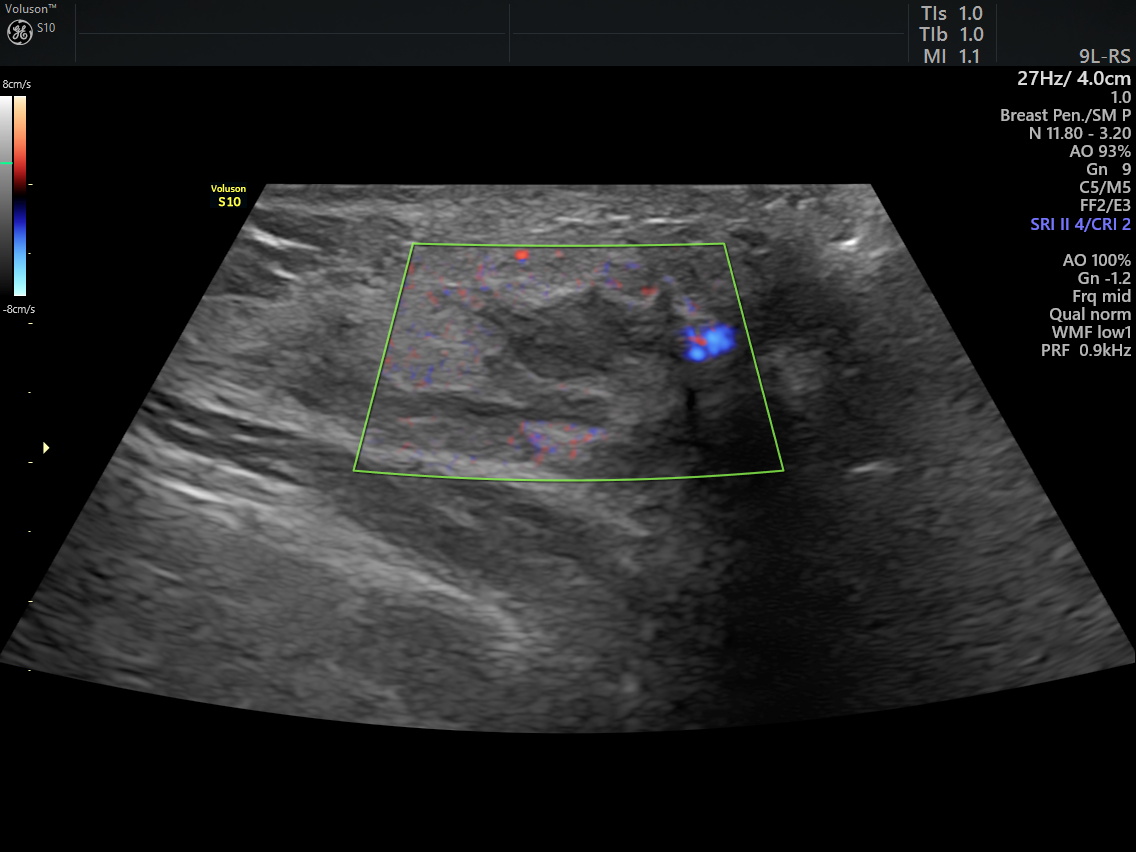 Voluson™
S10
TIs 1.0
TIb 1.0
MI 1.1
9L-RS
27Hz/ 4.0cm
1.0
Breast Pen./SM P
N 11.80 - 3.20
AO 93%
Gn 9
C5/M5
FF2/E3
SRI II 4/CRI 2
AO 100%
Gn -1.2
Frq mid
Qual norm
WMF low1
PRF 0.9kHz
8cm/s
-8cm/s
Voluson
S10